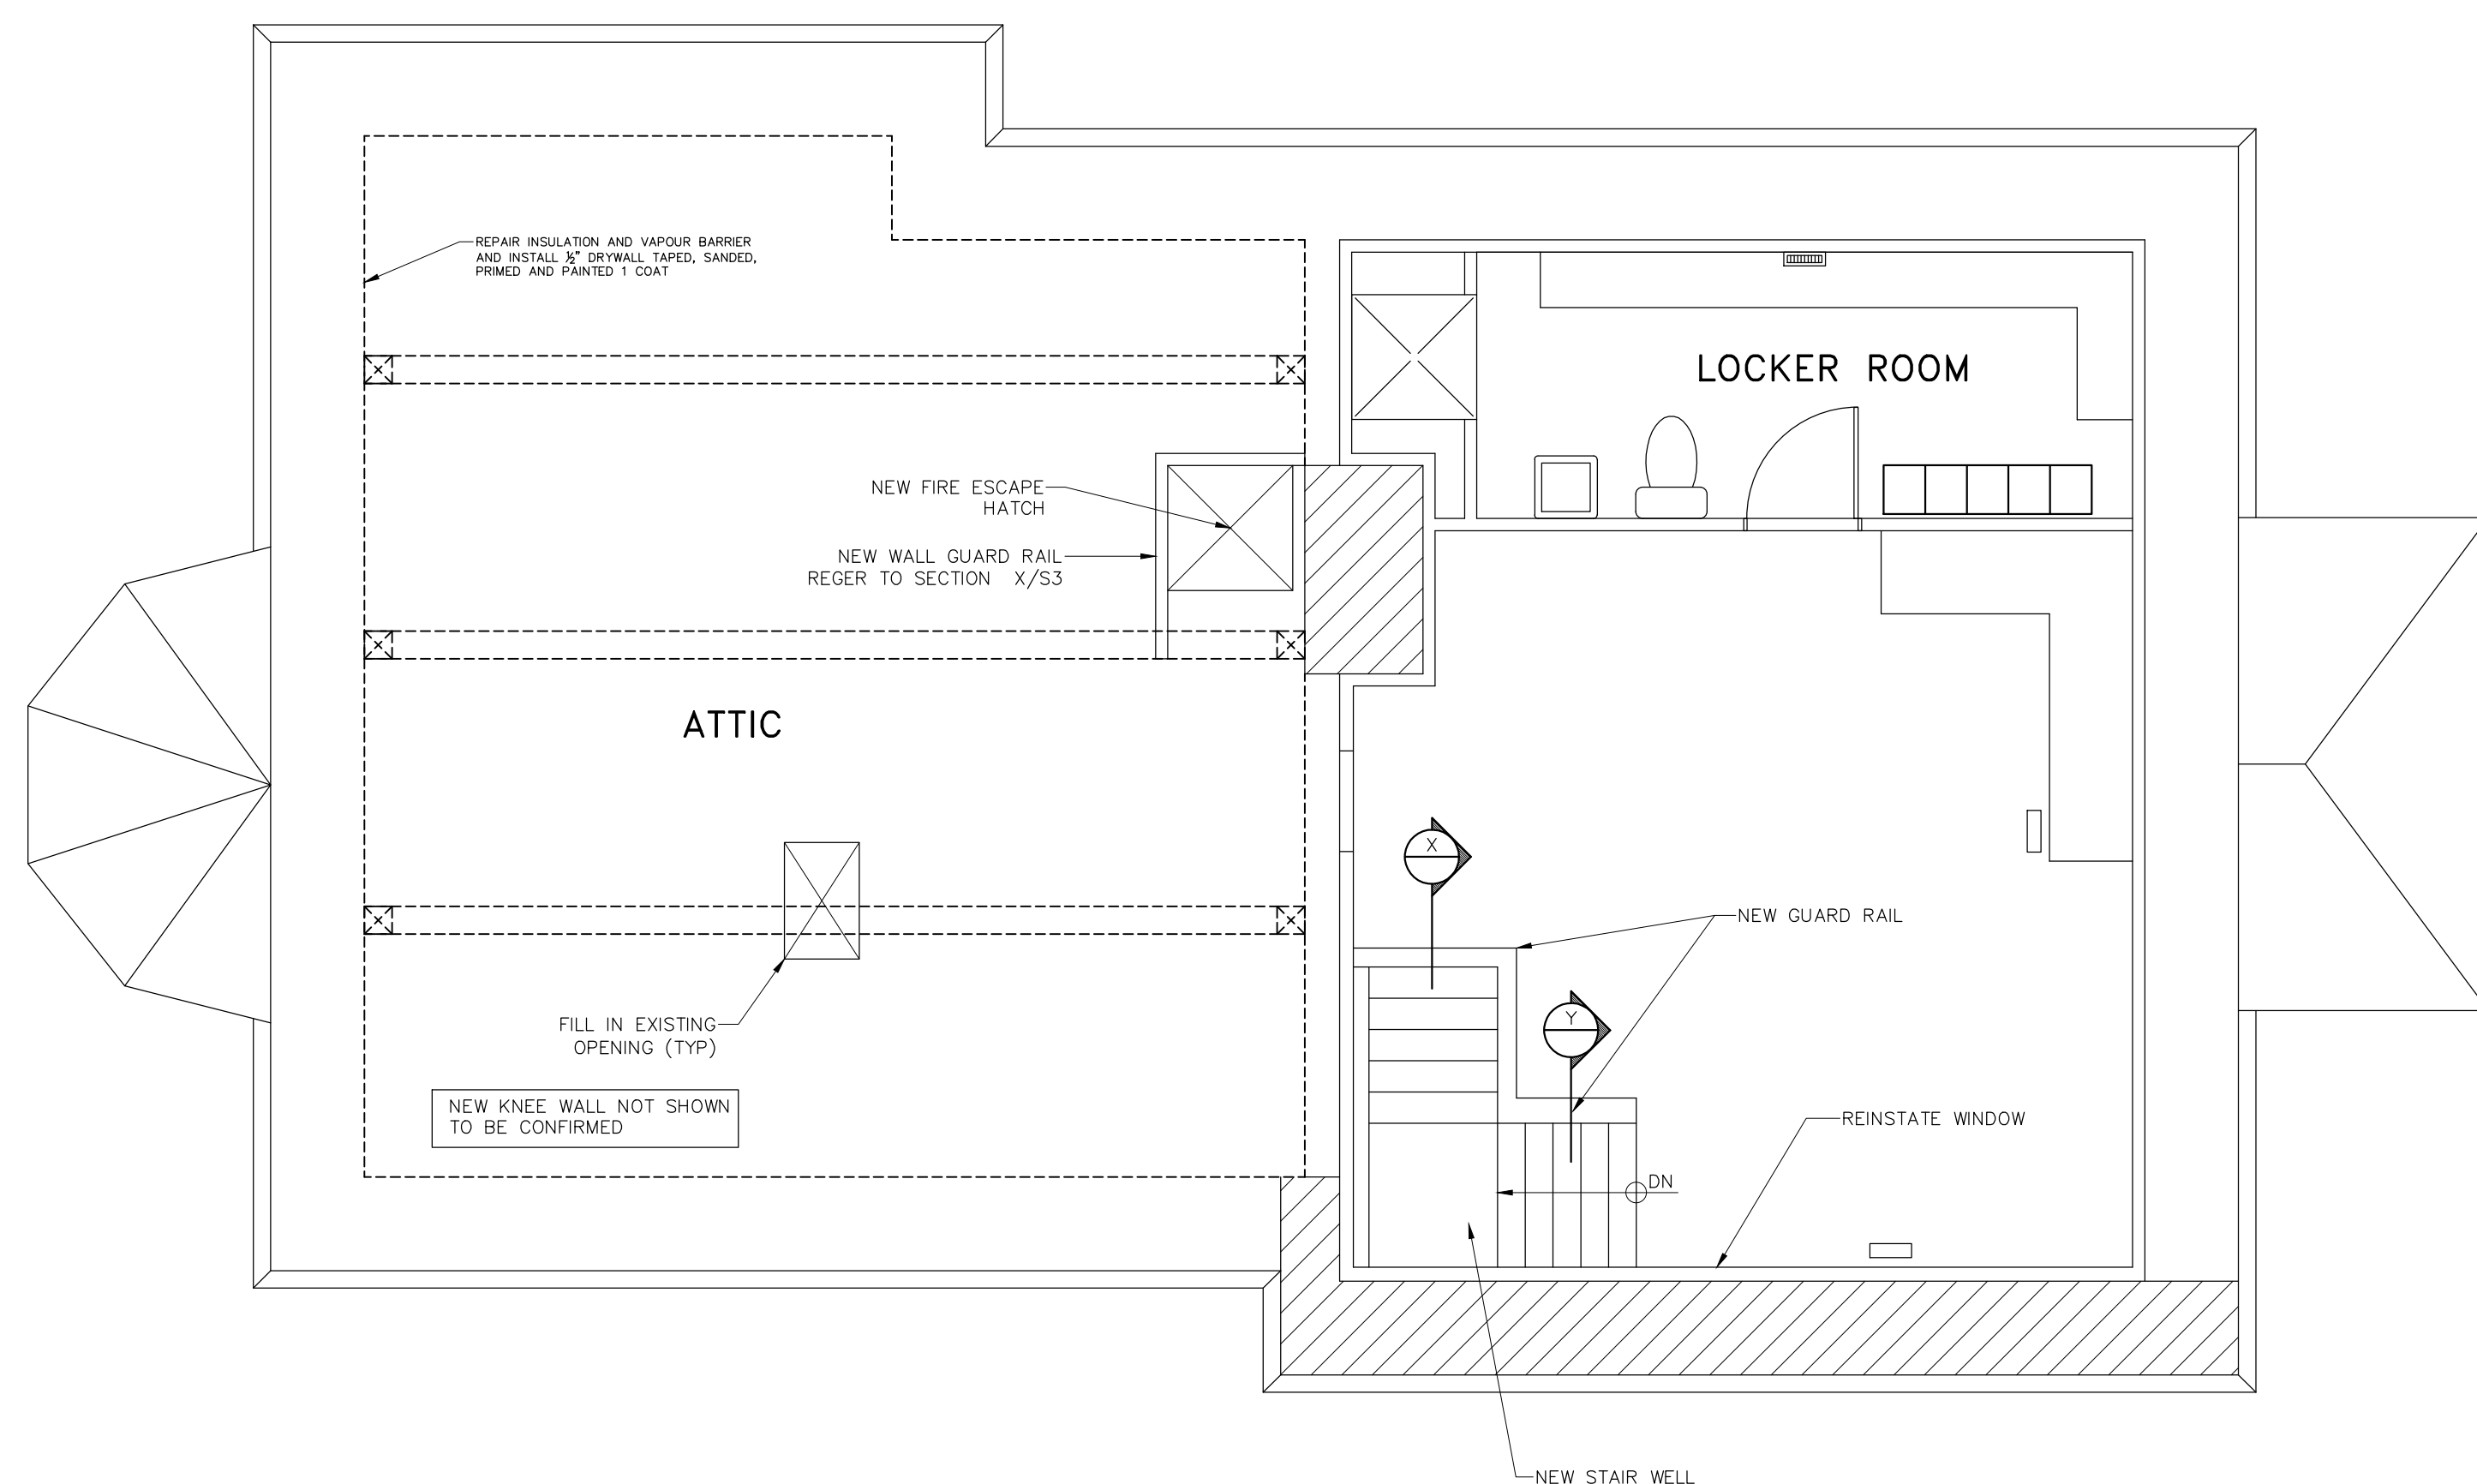 REPAIR INSULATION AND VAPOUR BARRIER
AND INSTALL ½" DRYWALL TAPED, SANDED,
PRIMED AND PAINTED 1 COAT
LOCKER ROOM
NEW FIRE ESCAPE
HATCH
NEW WALL GUARD RAIL
REGER TO SECTION X/S3
ATTIC
X
NEW GUARD RAIL
Y
FILL IN EXISTING
OPENING (TYP)
NEW KNEE WALL NOT SHOWN
TO BE CONFIRMED
REINSTATE WINDOW
DN
NEW STAIR WELL